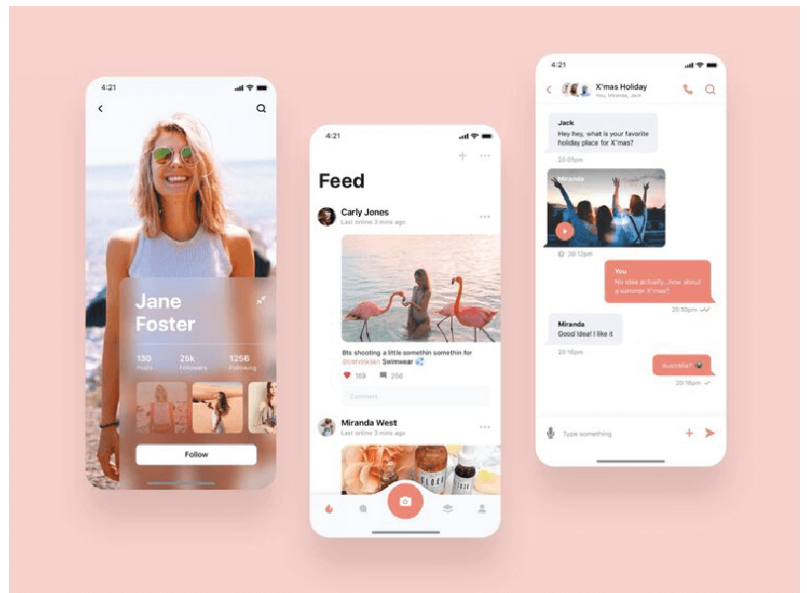 4:21
Jane
Foster
130
25k
1256
Posts
Followers
Following
Follow
4:21
Feed
Carly Jones
Last online 3 mins ago
Bts shooting a little somethin somethin for
@calvinklein Swimwear
169
256
Comment
Miranda West
Last online 3 mins ago
4:21
X'mas Holiday
You, Miranda, Jack
Jack
Hey hey, what is your favorite
holiday place for X'mas?
20:05pm
Miranda
20:12pm
You
No idea actually...how about
a summer X'mas?
20:15pm
Miranda
Good Idea! I like it
20:16pm
Australia?
20:16pm
Type something